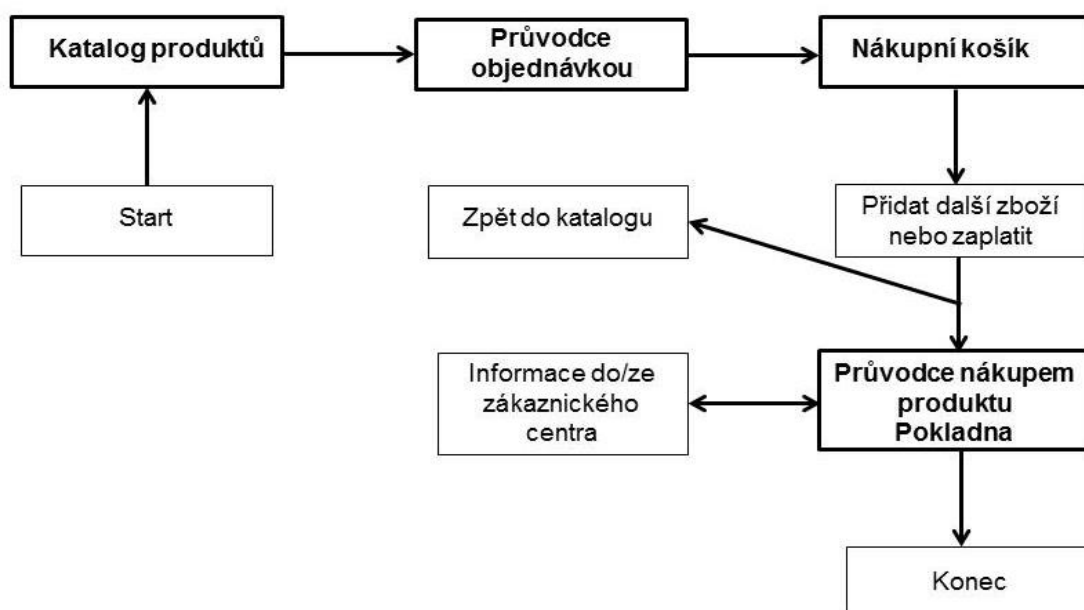 Katalog produktů
Průvodce
objednávkou
Nákupní košík
Start
Zpět do katalogu
Přidat další zboží
nebo zaplatit
Informace do/ze
zákaznického
centra
Průvodce nákupem
produktu
Pokladna
Konec